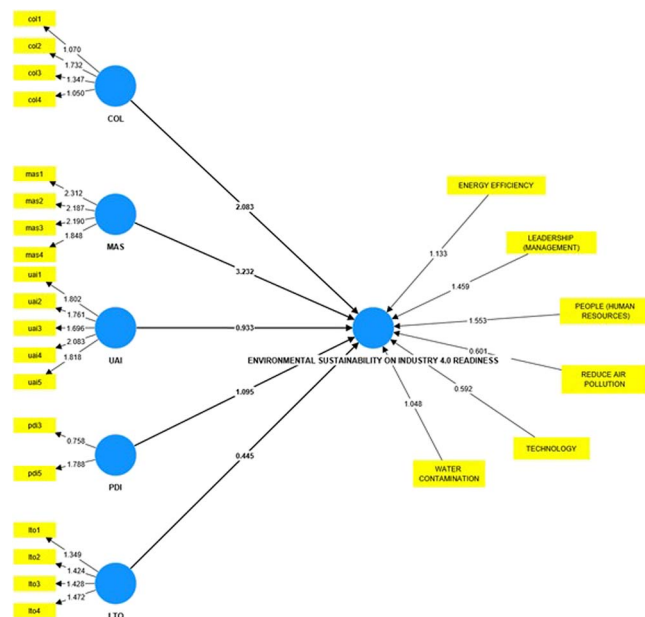 col1
col2
col3
col4
1.070
1.732
1.347
1.050
COL
2.083
mas1
mas2
mas3
mas4
2.312
2.187
2.190
1.848
MAS
3.232
uai1
uai2
uai3
uai4
uai5
1.802
1.761
1.696
2.083
1.818
UAI
0.933
pdi3
pdi5
0.758
1.788
PDI
1.095
lto1
lto2
lto3
lto4
1.349
1.424
1.428
1.472
LTO
0.445
ENVIRONMENTAL SUSTAINABILITY ON INDUSTRY 4.0 READINESS
ENERGY EFFICIENCY
1.133
LEADERSHIP
(MANAGEMENT)
1.459
PEOPLE (HUMAN
RESOURCES)
1.553
REDUCE AIR
POLLUTION
0.601
TECHNOLOGY
0.592
WATER
CONTAMINATION
1.048